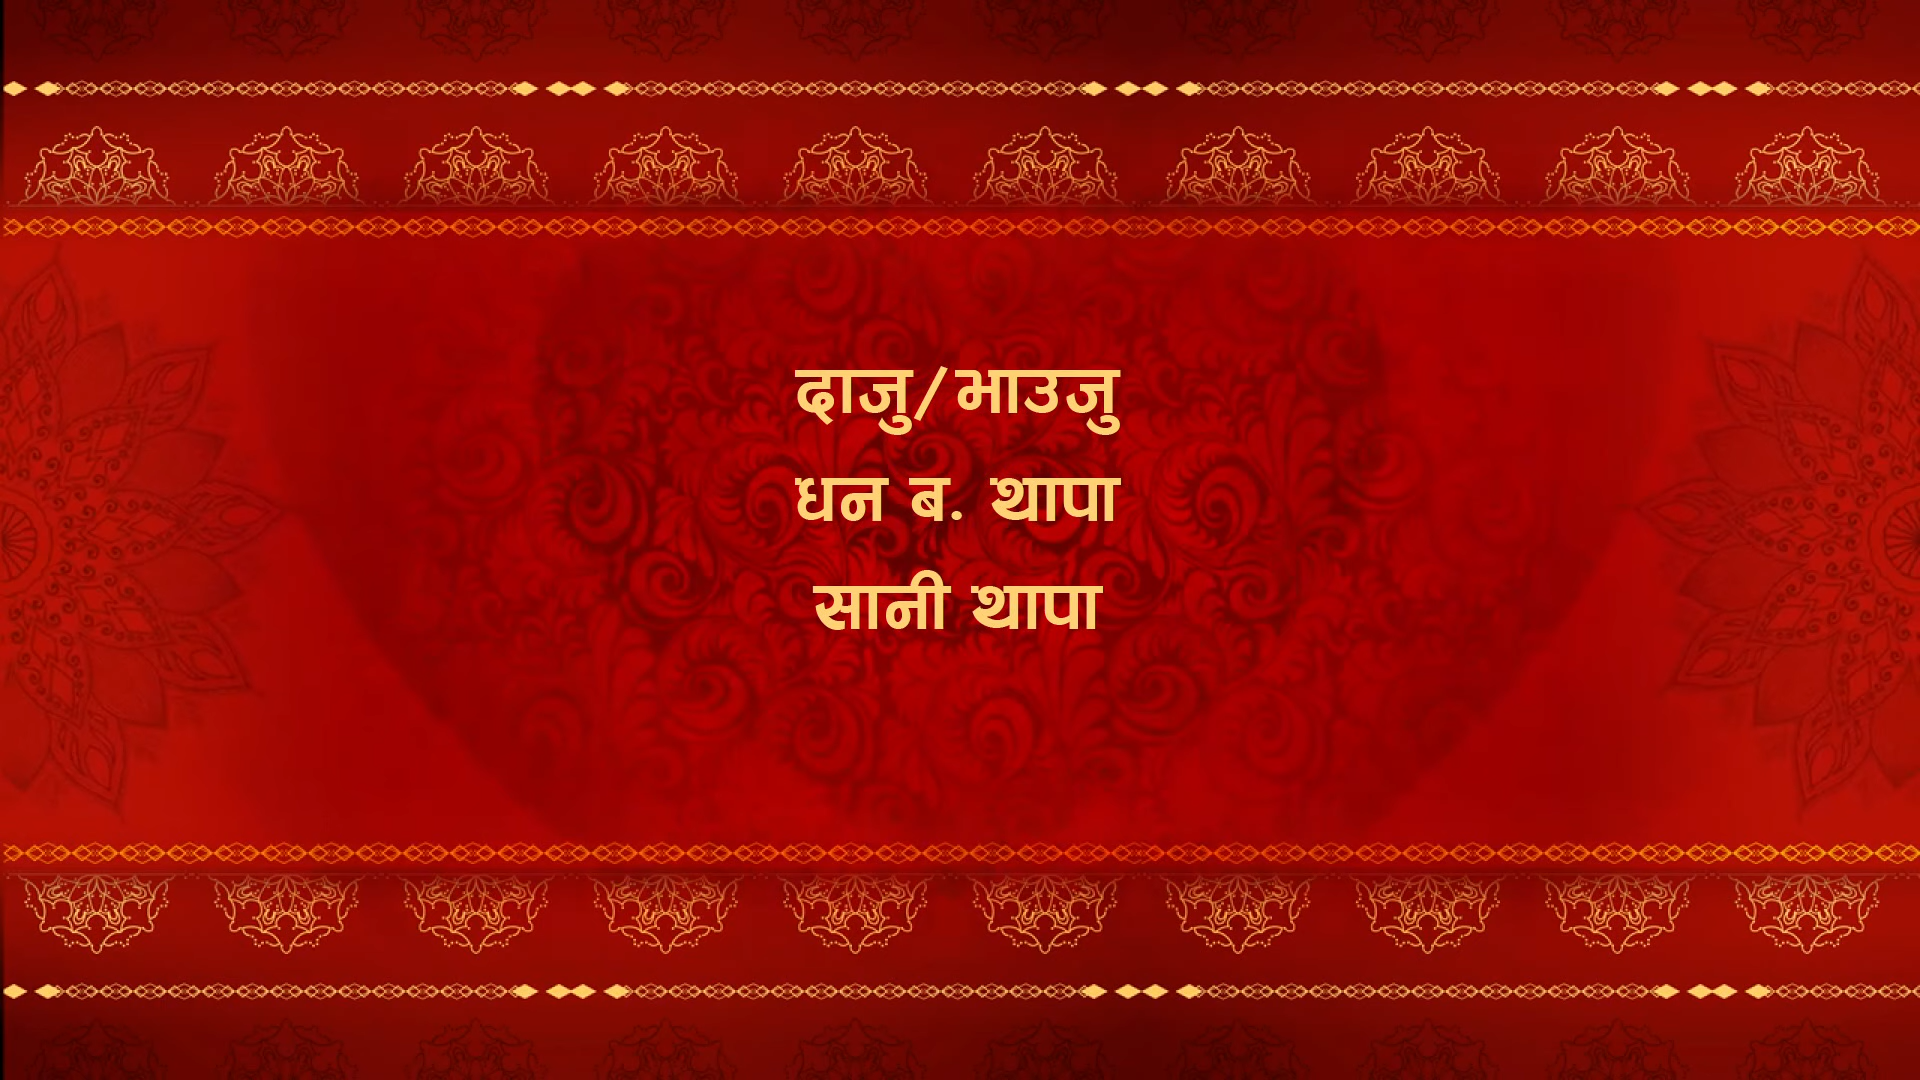 दाजु/भाउजु
धन ब. थापा
सानी थापा